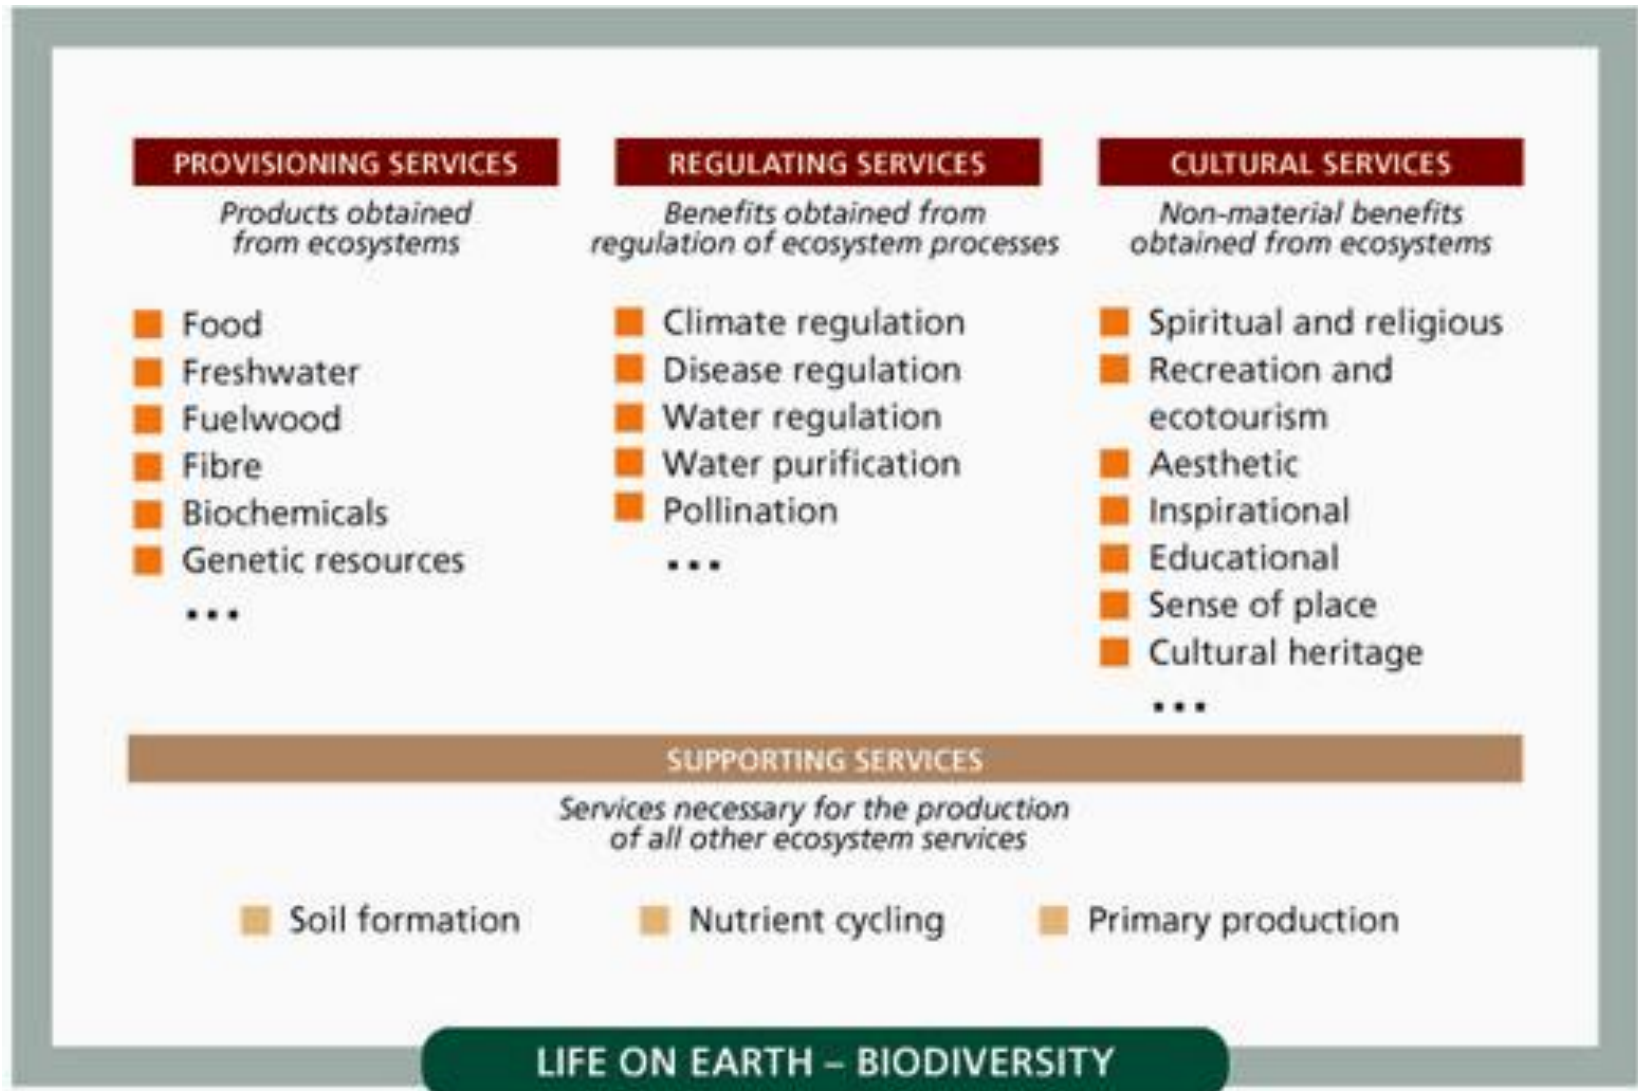 PROVISIONING SERVICES
Products obtained
from ecosystems
Food
Freshwater
Fuelwood
Fibre
Biochemicals
Genetic resources
...
REGULATING SERVICES
Benefits obtained from
regulation of ecosystem processes
Climate regulation
Disease regulation
Water regulation
Water purification
Pollination
...
CULTURAL SERVICES
Non-material benefits
obtained from ecosystems
Spiritual and religious
Recreation and
ecotourism
Aesthetic
Inspirational
Educational
Sense of place
Cultural heritage
...
SUPPORTING SERVICES
Services necessary for the production
of all other ecosystem services
Soil formation
Nutrient cycling
Primary production
LIFE ON EARTH – BIODIVERSITY